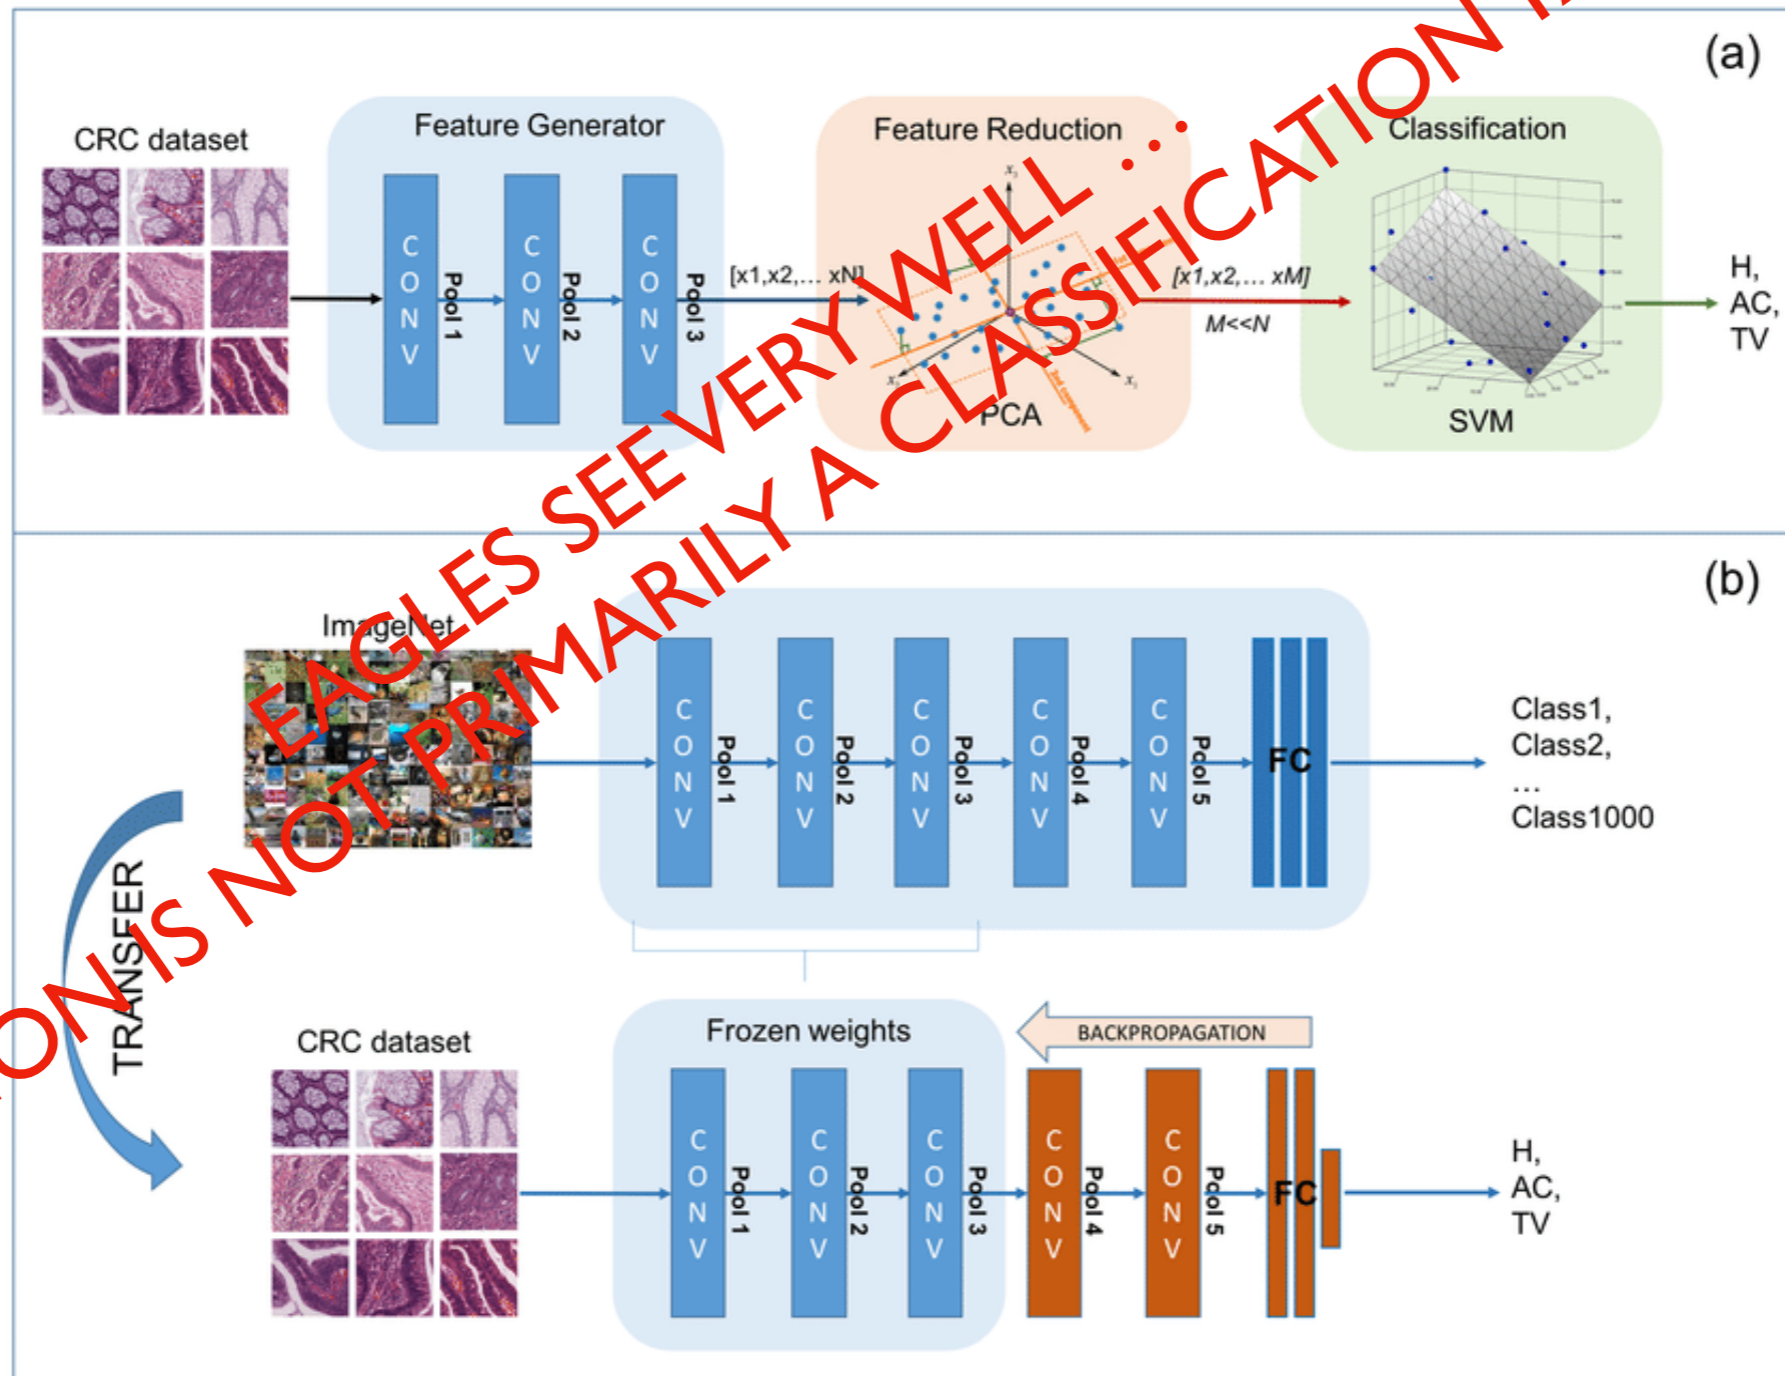 (a)
CRC dataset
Feature Generator
CONV
Pool 1
CONV
Pool 2
CONV
Pool 3
[x1,x2,... xN]
Feature Reduction
PCA
[x1,x2,... xM]
M<<N
Classification
SVM
H,
AC,
TV
EAGLES SEE VERY WELL ...
ON IS NOT PRIMARILY A CLASSIFICATION
(b)
ImageNet
CONV
Pool 1
CONV
Pool 2
CONV
Pool 3
CONV
Pool 4
CONV
Pool 5
FC
Class1,
Class2,
...
Class1000
TRANSFER
CRC dataset
Frozen weights
BACKPROPAGATION
CONV
Pool 1
CONV
Pool 2
CONV
Pool 3
CONV
Pool 4
CONV
Pool 5
FC
H,
AC,
TV